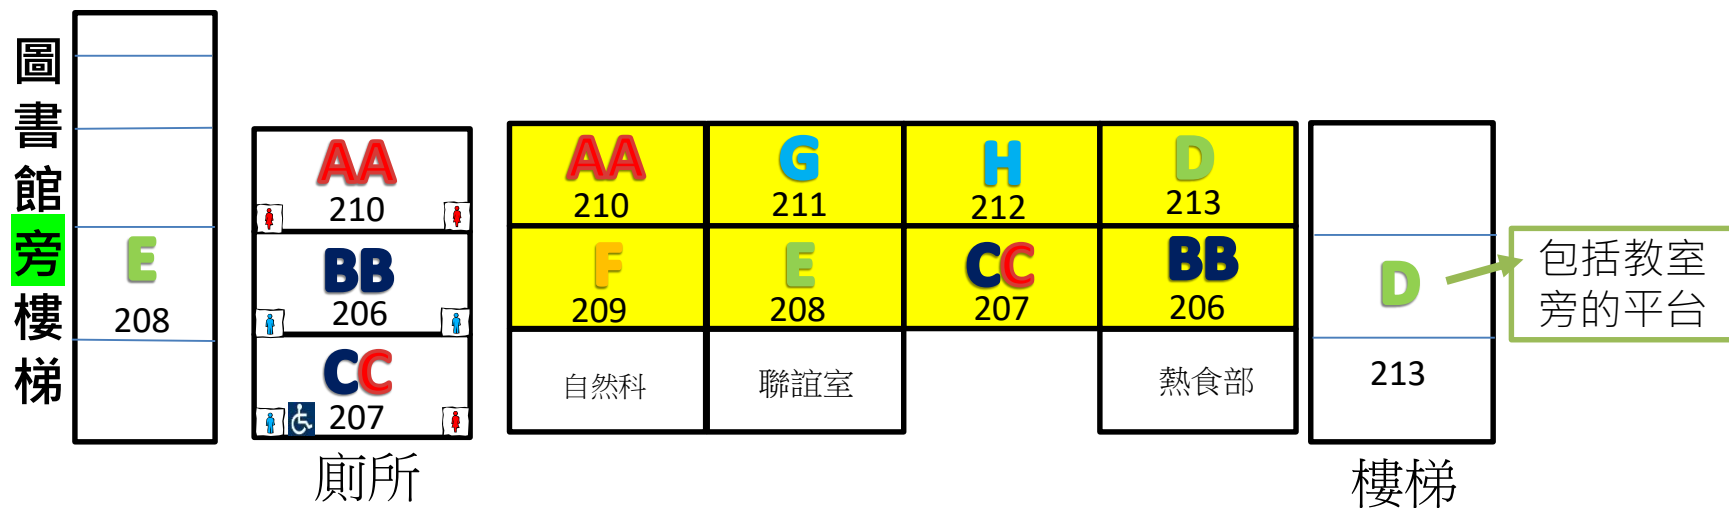 圖書館旁樓梯
E
208
AA
210
BB
206
CC
207
廁所
AA
210
G
211
H
212
D
213
F
209
E
208
CC
207
BB
206
自然科
聯誼室
熱食部
D
213
樓梯
包括教室
旁的平台